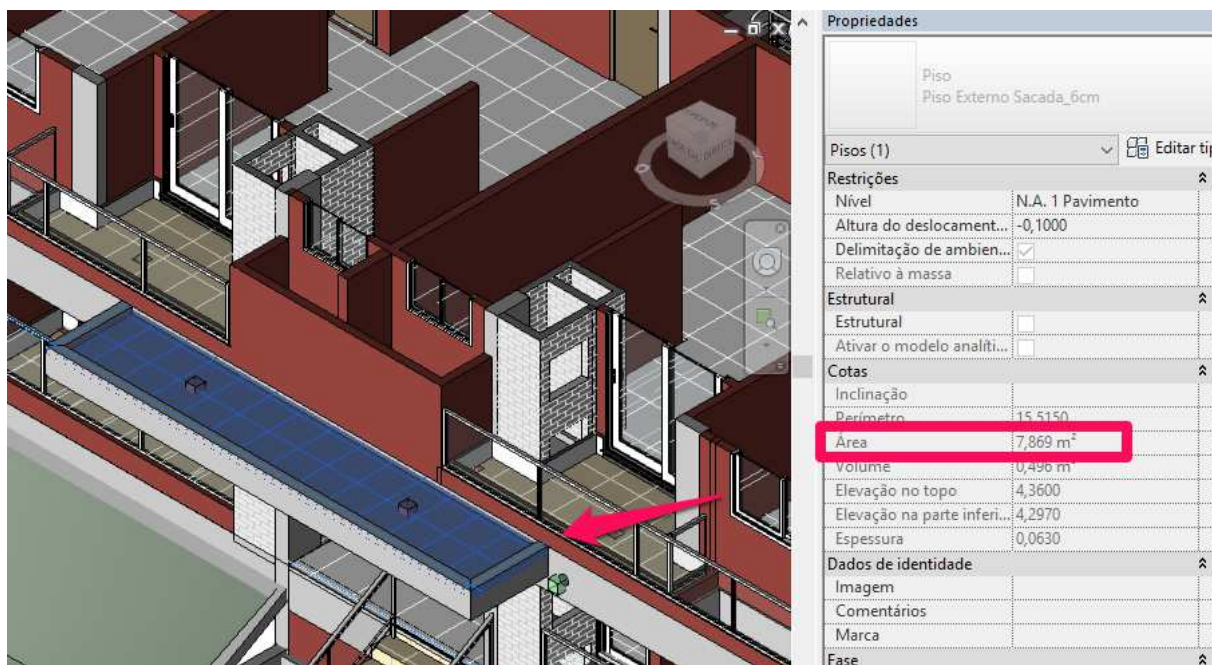 Propriedades
Piso
Piso Externo Sacada_6cm
Pisos (1)
Editar tip
Restrições
Nível N.A. 1 Pavimento
Altura do deslocament... -0,1000
Delimitação de ambien...
Relativo à massa
Estrutural
Estrutural
Ativar o modelo analíti...
Cotas
Inclinação
Perímetro 15,5150
Área 7,869 m²
Volume 0,496 m³
Elevação no topo 4,3600
Elevação na parte inferi... 4,2970
Espessura 0,0630
Dados de identidade
Imagem
Comentários
Marca
Fase